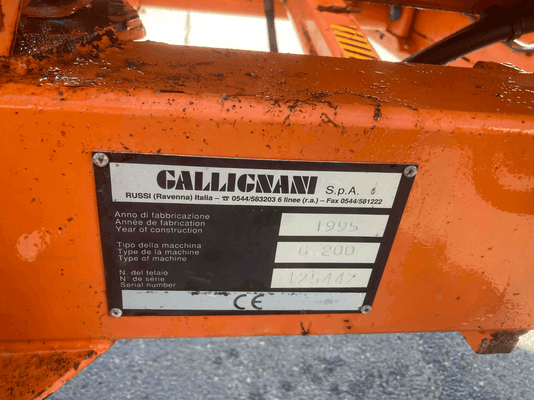 GALLIGNANI S.p.A.
RUSSI (Ravenna) Italia – ☎ 0544/583203 6 linee (r.a.) – Fax 0544/581222
Anno di fabbricazione
Année de fabrication
Year of construction
1995
Tipo della macchina
Type de la machine
Type of machine
G.200
N. del telaio
N° de série
Serial number
125442
CE